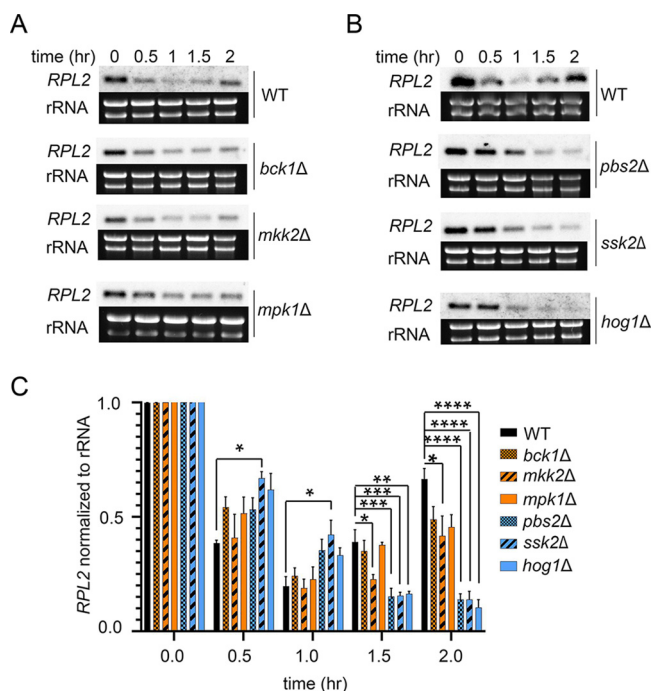 A
time (hr) 0 0.5 1 1.5 2
RPL2
rRNA
WT
RPL2
rRNA
bck1Δ
RPL2
rRNA
mkk2Δ
RPL2
rRNA
mpk1Δ
B
time (hr) 0 0.5 1 1.5 2
RPL2
rRNA
WT
RPL2
rRNA
pbs2Δ
RPL2
rRNA
ssk2Δ
RPL2
rRNA
hog1Δ
C
RPL2 normalized to rRNA
1.0
0.5
0.0
*
*
**
***
***
*
****
****
****
*
0.0 0.5 1.0 1.5 2.0
time (hr)
WT
bck1Δ
mkk2Δ
mpk1Δ
pbs2Δ
ssk2Δ
hog1Δ